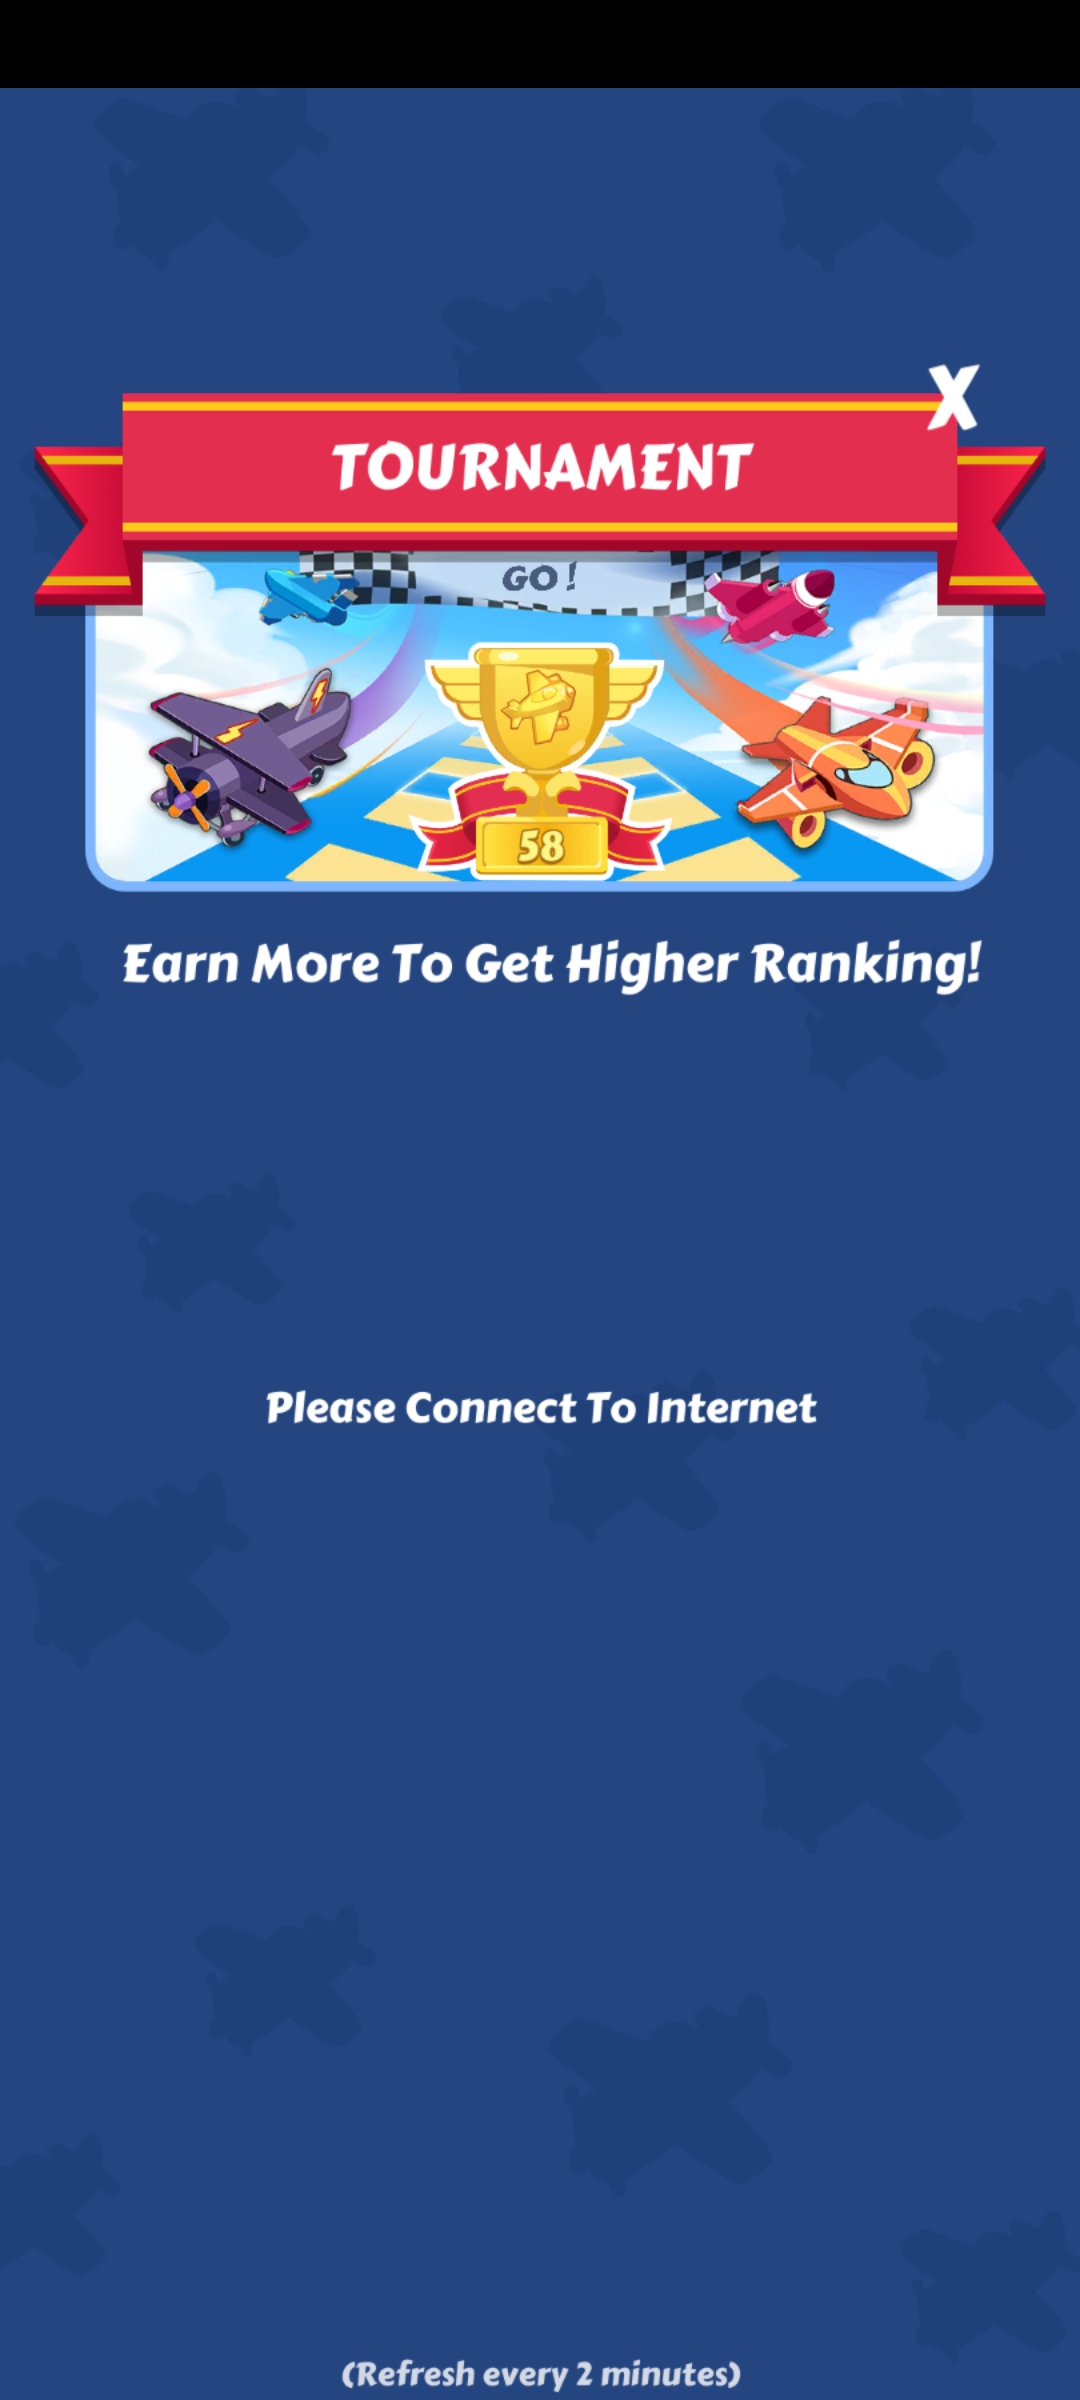 X
TOURNAMENT
GO!
58
Earn More To Get Higher Ranking!
Please Connect To Internet
(Refresh every 2 minutes)